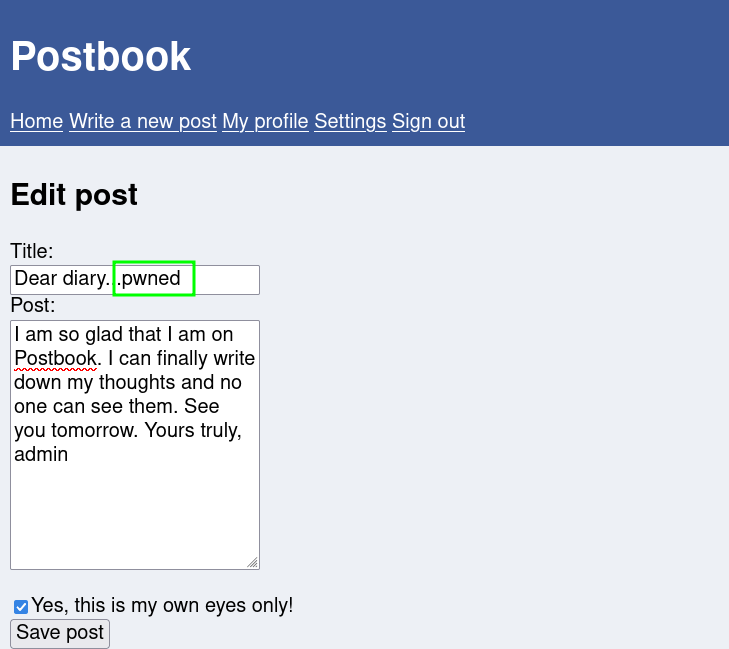 Postbook
Home Write a new post My profile Settings Sign out
Edit post
Title:
Dear diary...pwned
Post:
I am so glad that I am on
Postbook. I can finally write
down my thoughts and no
one can see them. See
you tomorrow. Yours truly,
admin
Yes, this is my own eyes only!
Save post